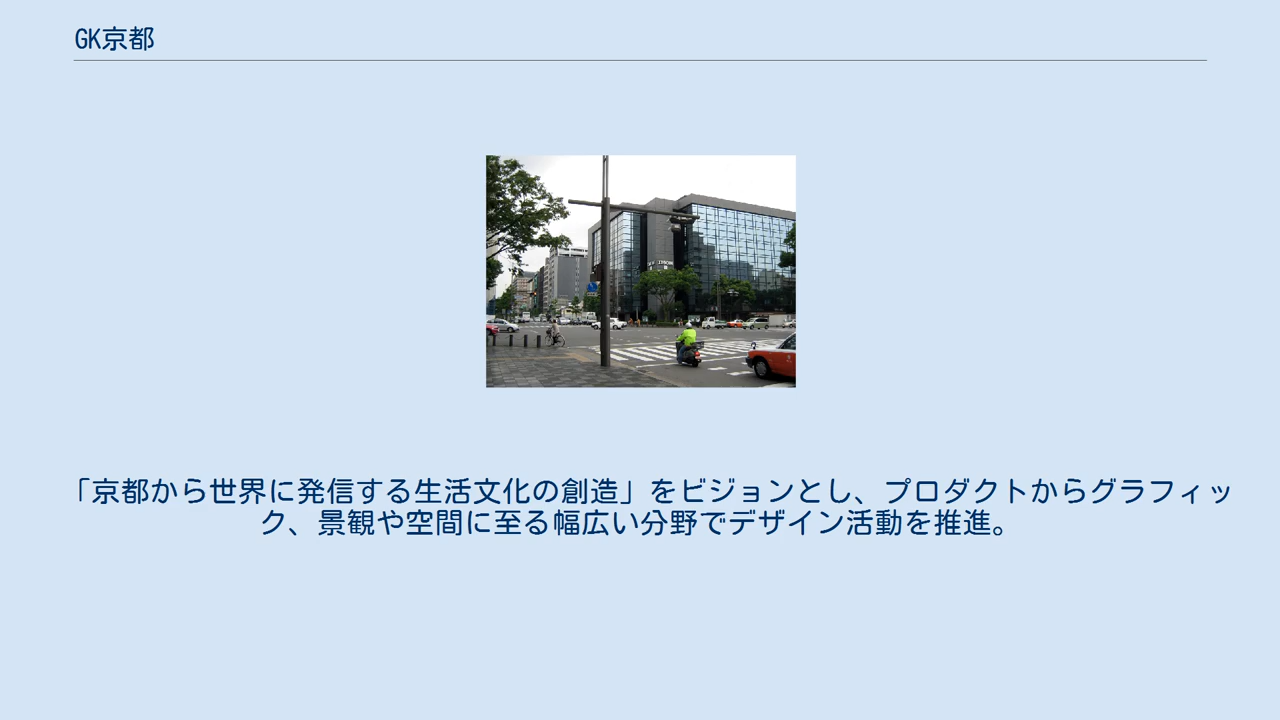 GK京都
「京都から世界に発信する生活文化の創造」をビジョンとし、プロダクトからグラフィッ
ク、景観や空間に至る幅広い分野でデザイン活動を推進。